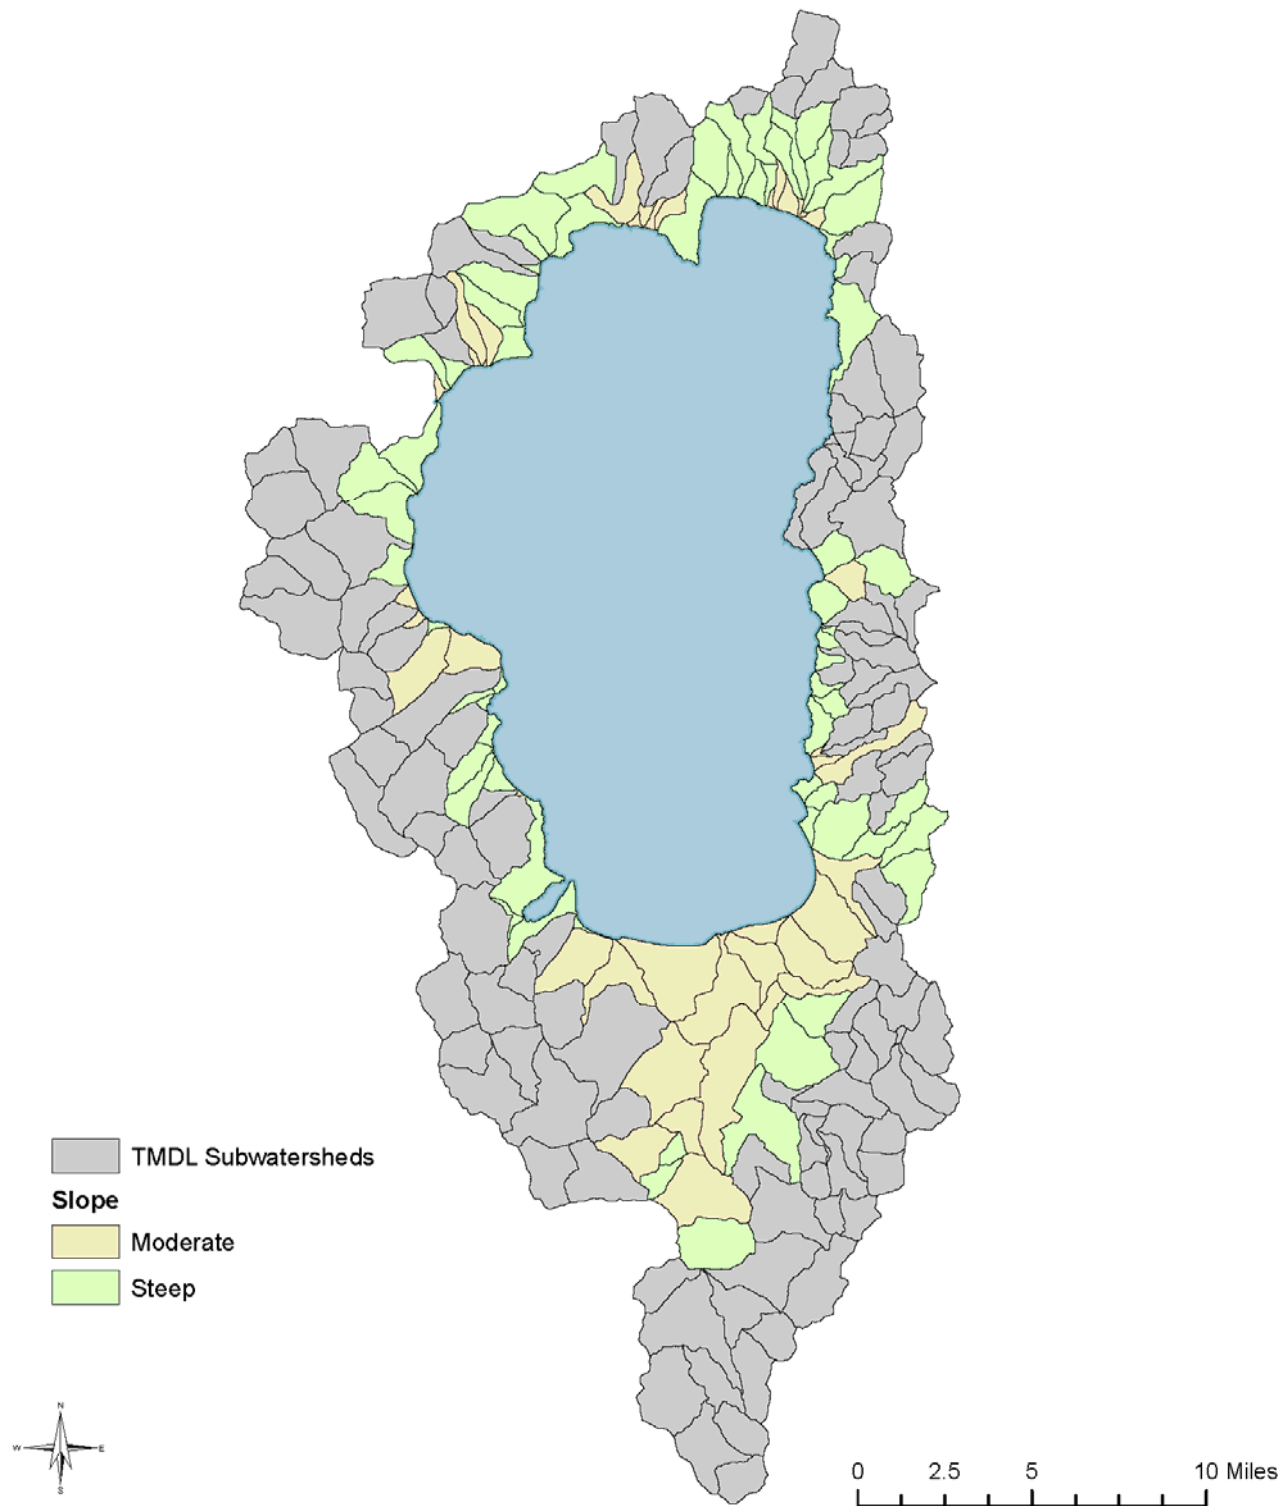 TMDL Subwatersheds
Slope
Moderate
Steep
N
W E
S
0 2.5 5 10 Miles